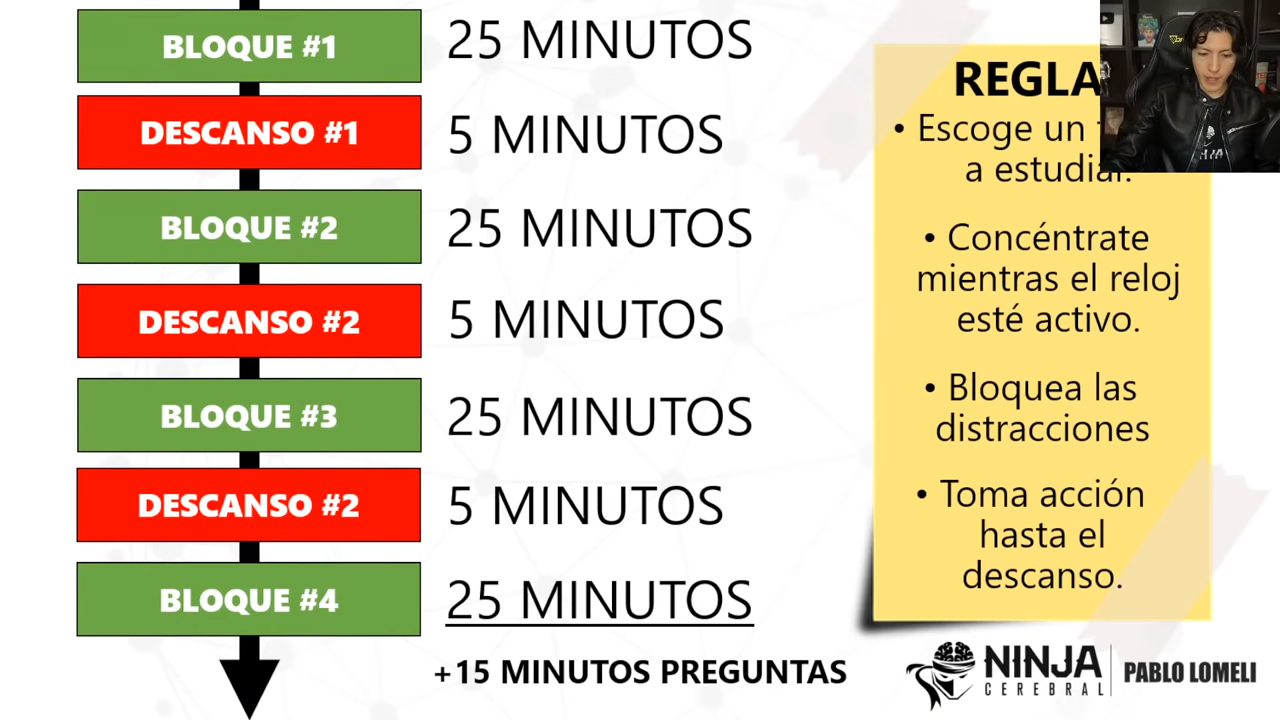 BLOQUE #1
25 MINUTOS
DESCANSO #1
5 MINUTOS
BLOQUE #2
25 MINUTOS
DESCANSO #2
5 MINUTOS
BLOQUE #3
25 MINUTOS
DESCANSO #2
5 MINUTOS
BLOQUE #4
25 MINUTOS
+15 MINUTOS PREGUNTAS
REGLA
• Escoge un
a estudiar.
• Concéntrate
mientras el reloj
esté activo.
• Bloquea las
distracciones
• Toma acción
hasta el
descanso.
NINJA
CEREBRAL
PABLO LOMELI